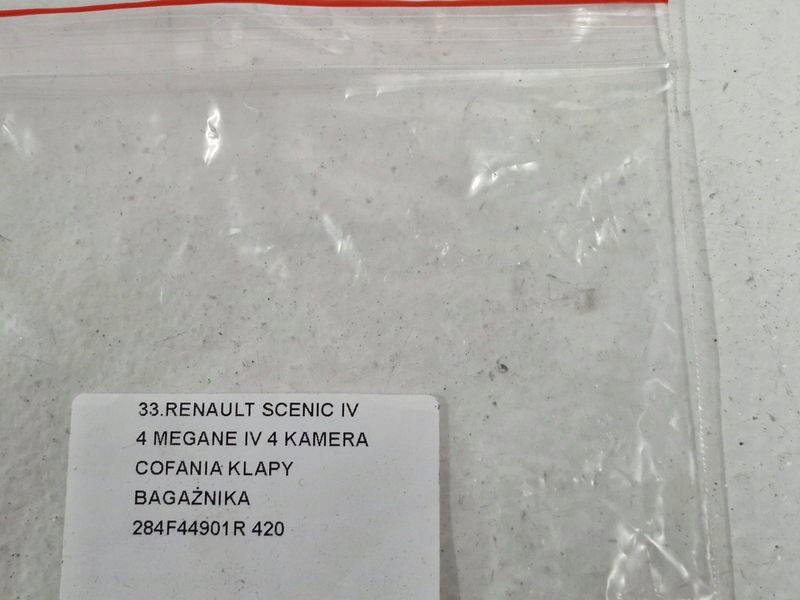 33.RENAULT SCENIC IV
4 MEGANE IV 4 KAMERA
COFANIA KLAPY
BAGAŻNIKA
284F44901R 420